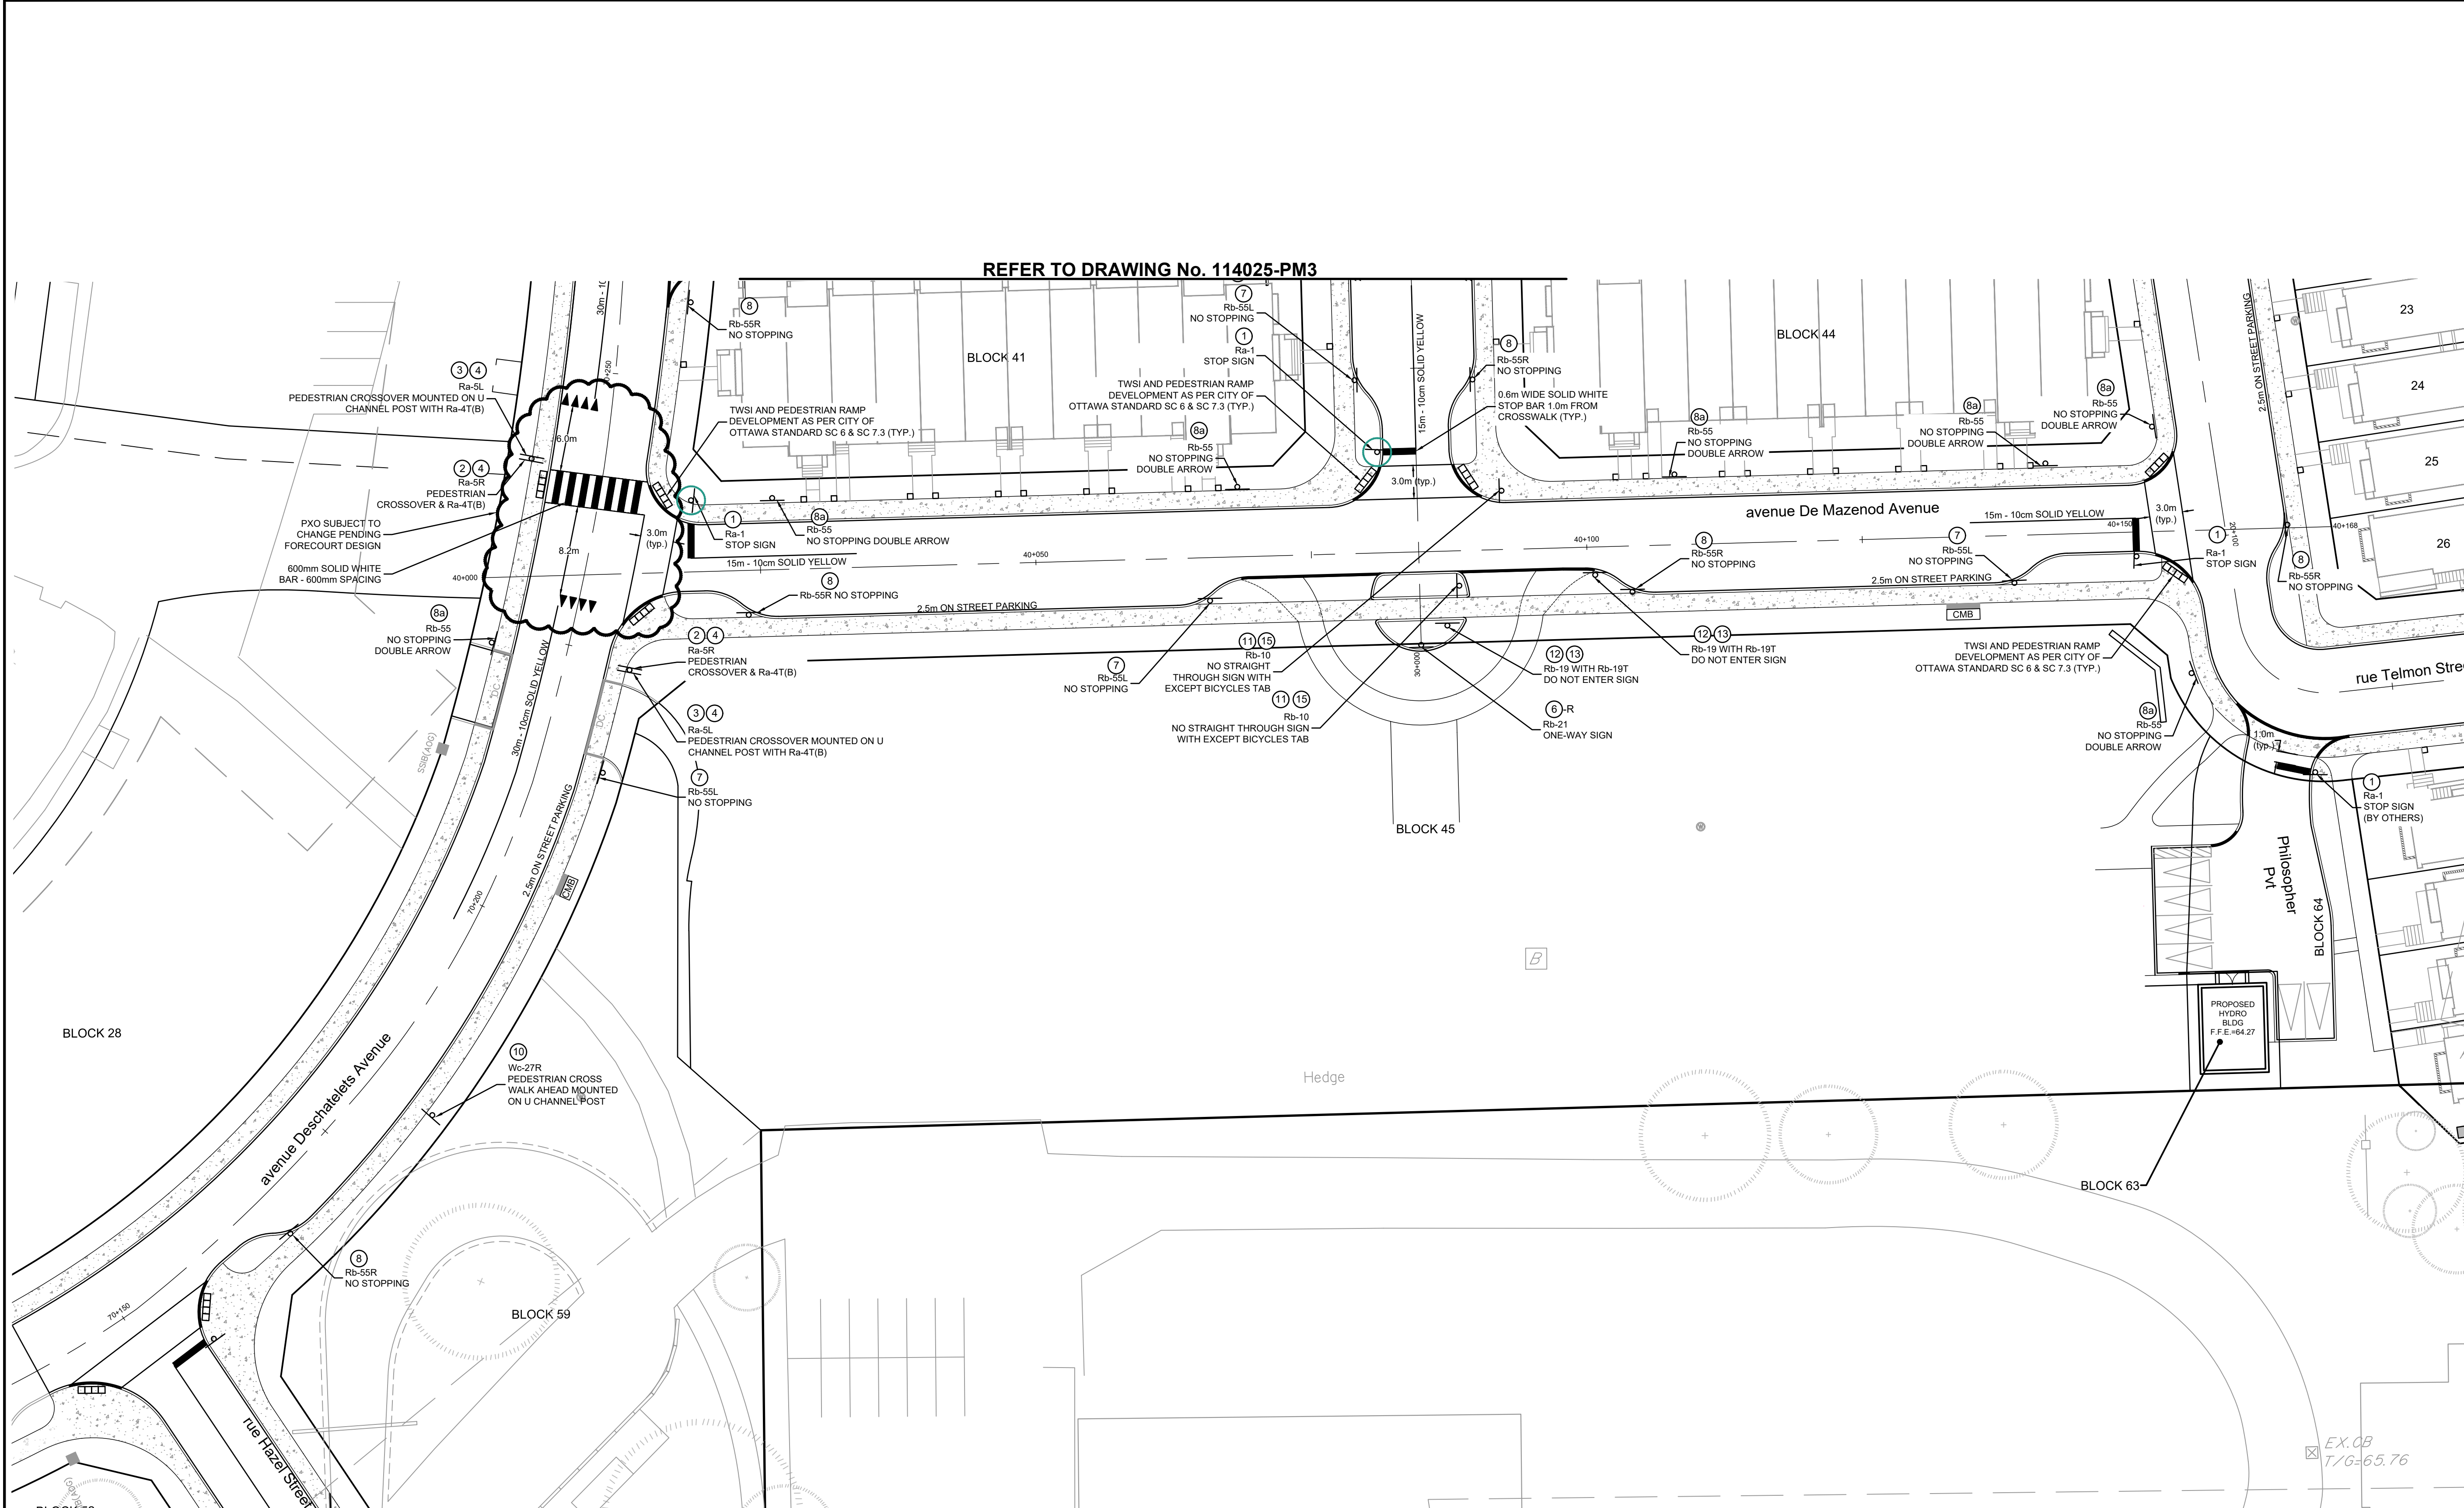 REFER TO DRAWING No. 114025-PM3
30m - 10
0+250
8
Rb-55R
NO STOPPING
BLOCK 41
7
Rb-55L
NO STOPPING
1
Ra-1
STOP SIGN
TWSI AND PEDESTRIAN RAMP
DEVELOPMENT AS PER CITY OF
OTTAWA STANDARD SC 6 & SC 7.3 (TYP.)
15m - 10cm SOLID YELLOW
8
Rb-55R
NO STOPPING
0.6m WIDE SOLID WHITE
STOP BAR 1.0m FROM
CROSSWALK (TYP.)
BLOCK 44
8a
Rb-55
NO STOPPING
DOUBLE ARROW
8a
Rb-55
NO STOPPING
DOUBLE ARROW
8a
Rb-55
NO STOPPING
DOUBLE ARROW
2.5m ON STREET PARKING
23
24
25
26
3 4
Ra-5L
PEDESTRIAN CROSSOVER MOUNTED ON U
CHANNEL POST WITH Ra-4T(B)
2 4
Ra-5R
PEDESTRIAN
CROSSOVER & Ra-4T(B)
PXO SUBJECT TO
CHANGE PENDING
FORECOURT DESIGN
600mm SOLID WHITE
BAR - 600mm SPACING
6.0m
8.2m
3.0m
(typ.)
TWSI AND PEDESTRIAN RAMP
DEVELOPMENT AS PER CITY OF
OTTAWA STANDARD SC 6 & SC 7.3 (TYP.)
8a
Rb-55
NO STOPPING
DOUBLE ARROW
3.0m (typ.)
1
Ra-1
STOP SIGN
8a
Rb-55
NO STOPPING DOUBLE ARROW
15m - 10cm SOLID YELLOW
40+000
40+050
40+100
avenue De Mazenod Avenue
15m - 10cm SOLID YELLOW
40+150
3.0m
(typ.)
20+100
40+168
1
Ra-1
STOP SIGN
8
Rb-55R
NO STOPPING
8
Rb-55R NO STOPPING
2.5m ON STREET PARKING
8
Rb-55R
NO STOPPING
7
Rb-55L
NO STOPPING
2.5m ON STREET PARKING
CMB
8a
Rb-55
NO STOPPING
DOUBLE ARROW
2 4
Ra-5R
PEDESTRIAN
CROSSOVER & Ra-4T(B)
3 4
Ra-5L
PEDESTRIAN CROSSOVER MOUNTED ON U
CHANNEL POST WITH Ra-4T(B)
7
Rb-55L
NO STOPPING
7
Rb-55L
NO STOPPING
11 15
Rb-10
NO STRAIGHT
THROUGH SIGN WITH
EXCEPT BICYCLES TAB
11 15
Rb-10
NO STRAIGHT THROUGH SIGN
WITH EXCEPT BICYCLES TAB
30+000
12 13
Rb-19 WITH Rb-19T
DO NOT ENTER SIGN
6-R
Rb-21
ONE-WAY SIGN
12 13
Rb-19 WITH Rb-19T
DO NOT ENTER SIGN
TWSI AND PEDESTRIAN RAMP
DEVELOPMENT AS PER CITY OF
OTTAWA STANDARD SC 6 & SC 7.3 (TYP.)
8a
Rb-55
NO STOPPING
DOUBLE ARROW
rue Telmon Stre
1.0m
(typ.)
1
Ra-1
STOP SIGN
(BY OTHERS)
DC
DC
SSIB(AOG)
30m - 10cm SOLID YELLOW
2.5m ON STREET PARKING
CMB
70+200
BLOCK 45
Philosopher
Pvt
BLOCK 64
B
PROPOSED
HYDRO
BLDG
F.F.E.=64.27
BLOCK 28
avenue Deschatelets Avenue
10
Wc-27R
PEDESTRIAN CROSS
WALK AHEAD MOUNTED
ON U CHANNEL POST
Hedge
BLOCK 63
8
Rb-55R
NO STOPPING
70+150
BLOCK 59
rue Hazel Street
EX.CB
T/G=65.76